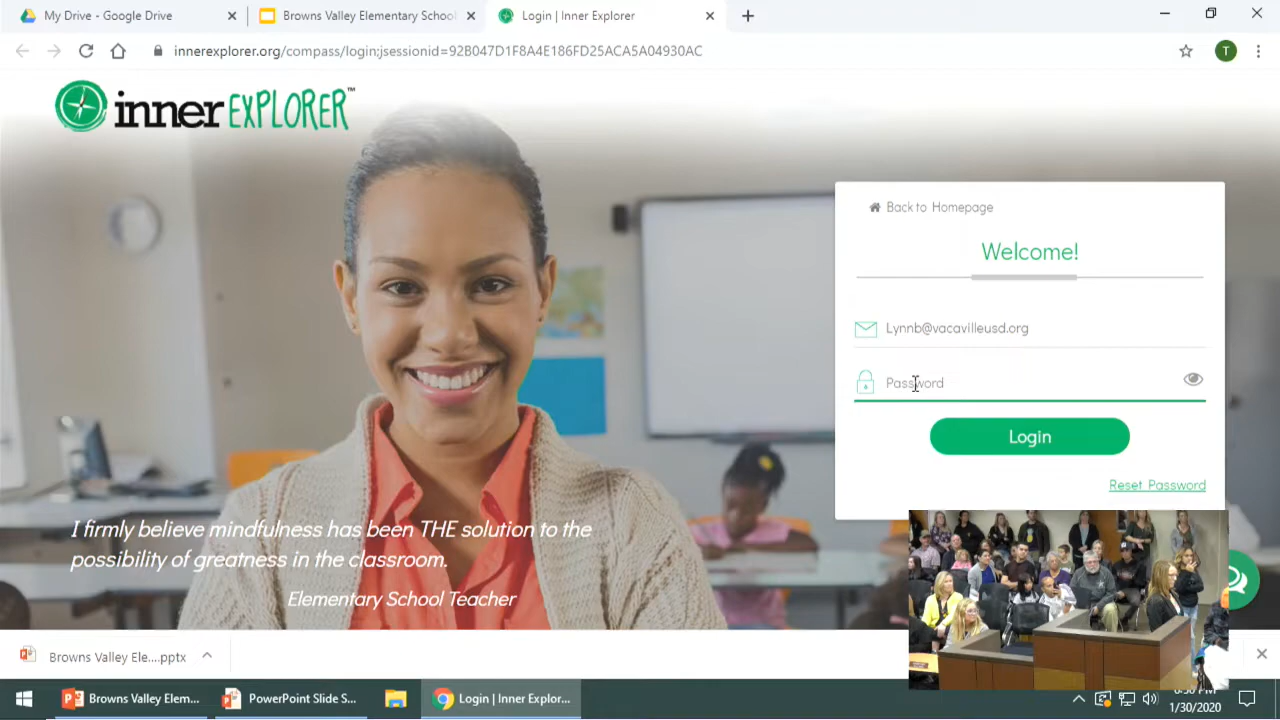 My Drive - Google Drive
Browns Valley Elementary School
Login | Inner Explorer
innerexplorer.org/compass/login;jsessionid=92B047D1F8A4E186FD25ACA5A04930AC
T
inner EXPLORER™
Back to Homepage
Welcome!
Lynnb@vacavilleusd.org
Password
Login
Reset Password
I firmly believe mindfulness has been THE solution to the
possibility of greatness in the classroom.
Elementary School Teacher
Browns Valley Ele....pptx
Browns Valley Elem...
PowerPoint Slide S...
Login | Inner Explor...
1/30/2020